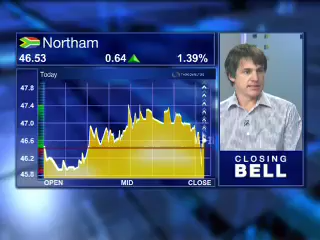 Northam
46.53 0.64 1.39%
Today
47.8
47.4
47.0
46.6
46.2
45.8
OPEN MID CLOSE
CLOSING
BELL